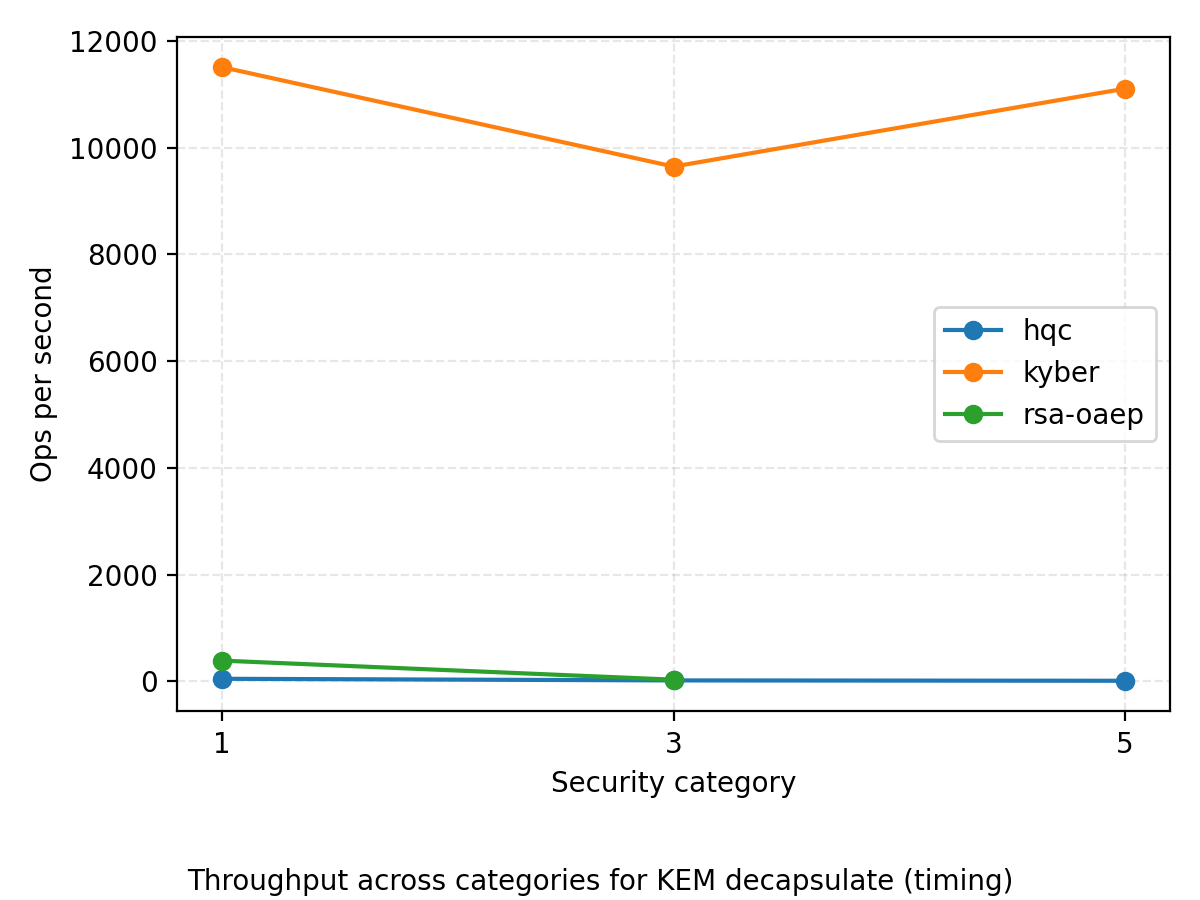 12000
10000
8000
6000
4000
2000
0
Ops per second
hqc
kyber
rsa-oaep
1 3 5
Security category
Throughput across categories for KEM decapsulate (timing)